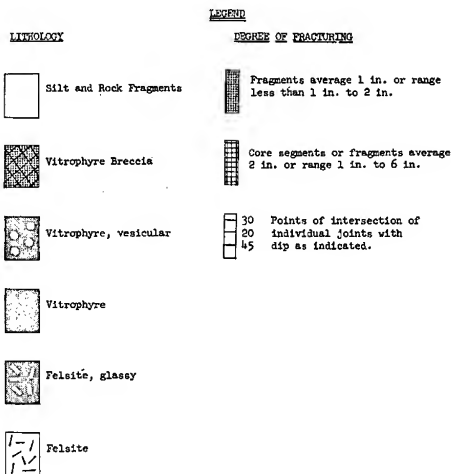 LEGEND
LITHOLOGY
Silt and Rock Fragments
Vitrophyre Breccia
Vitrophyre, vesicular
Vitrophyre
Felsite, glassy
Felsite
DEGREE OF FRACTURING
Fragments average 1 in. or range
less than 1 in. to 2 in.
Core segments or fragments average
2 in. or range 1 in. to 6 in.
30 Points of intersection of
20 individual joints with
45 dip as indicated.